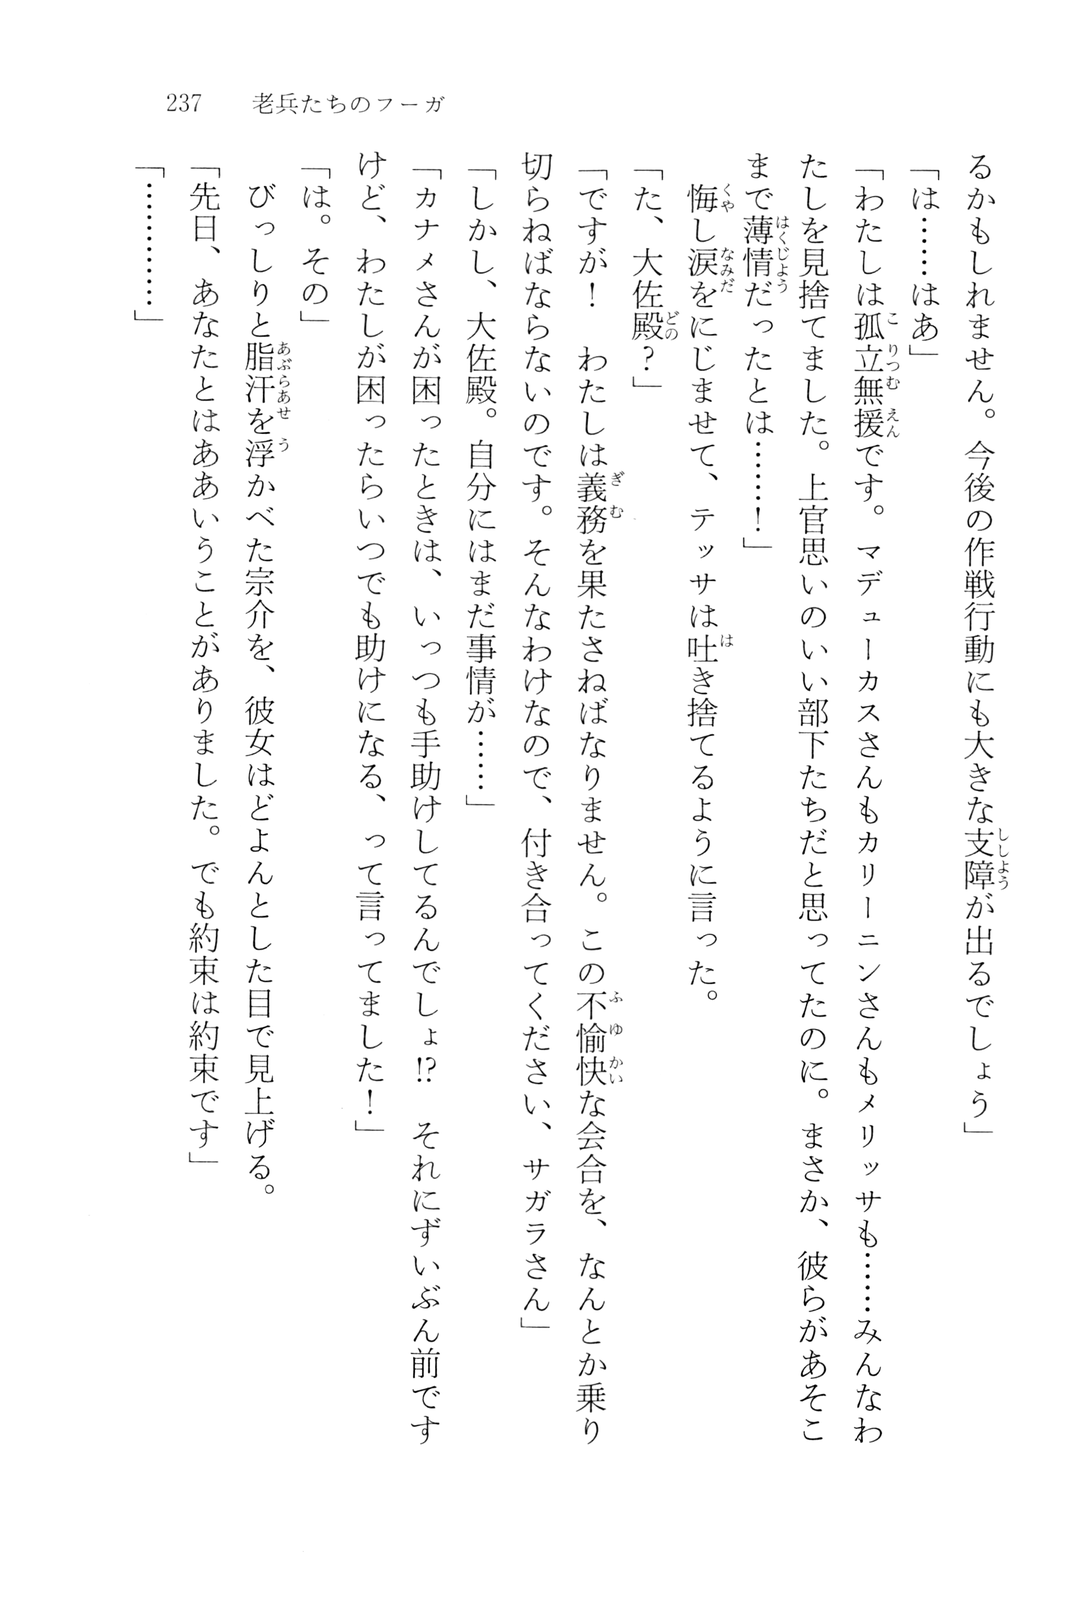 237　老兵たちのフーガ
るかもしれません。今後の作戦行動にも大きな支障が出るでしょう」
「は……はあ」
「わたしは孤立無援です。マデューカスさんもカリーニンさんもメリッサも……みんなわ
たしを見捨てました。上官思いのいい部下たちだと思ってたのに。まさか、彼らがあそこ
まで薄情だったとは……！」
　悔し涙をにじませて、テッサは吐き捨てるように言った。
「た、大佐殿？」
「ですが！　わたしは義務を果たさねばなりません。この不愉快な会合を、なんとか乗り
切らねばならないのです。そんなわけなので、付き合ってください、サガラさん」
「しかし、大佐殿。自分にはまだ事情が……」
「カナメさんが困ったときは、いっつも手助けしてるんでしょ!?　それにずいぶん前です
けど、わたしが困ったらいつでも助けになる、って言ってました！」
「は。その」
　びっしりと脂汗を浮かべた宗介を、彼女はどよんとした目で見上げる。
「先日、あなたとはああいうことがありました。でも約束は約束です」
「…………」